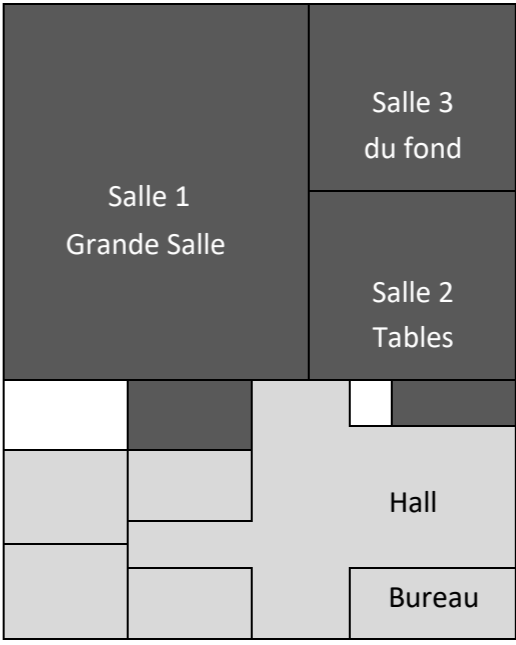 Salle 1
Grande Salle
Salle 3
du fond
Salle 2
Tables
Hall
Bureau